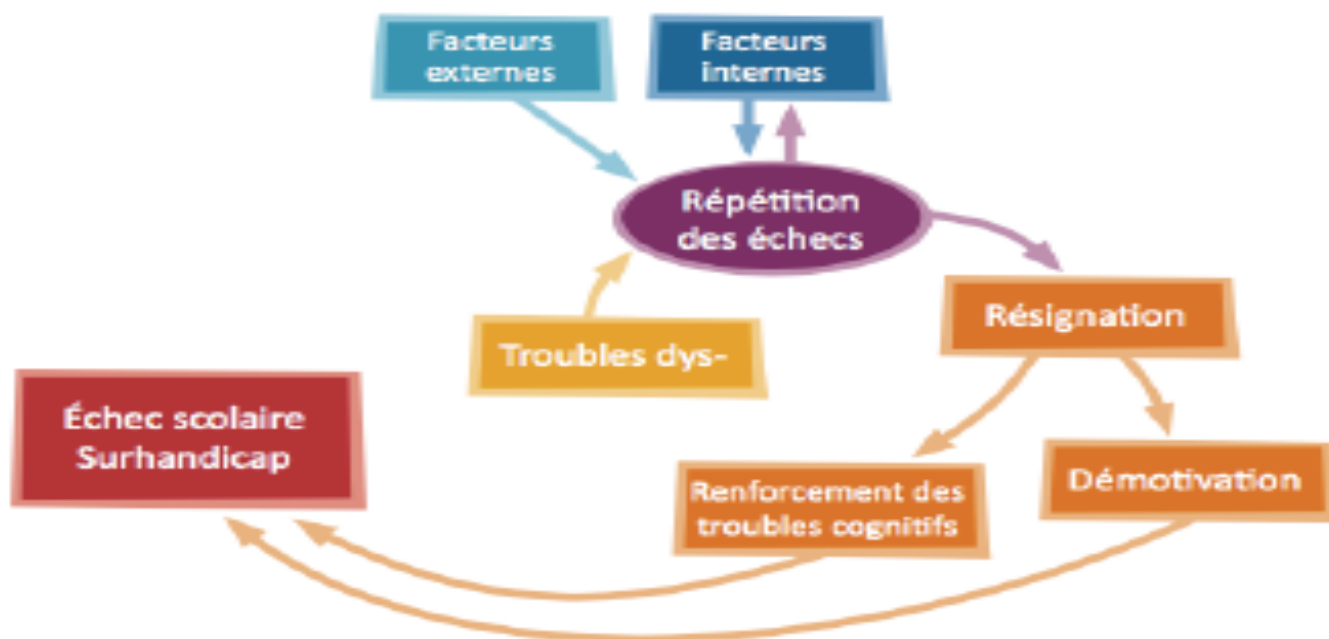 Facteurs
externes
Facteurs
internes
Répétition
des échecs
Résignation
Troubles dys-
Échec scolaire
Surhandicap
Renforcement des
troubles cognitifs
Démotivation